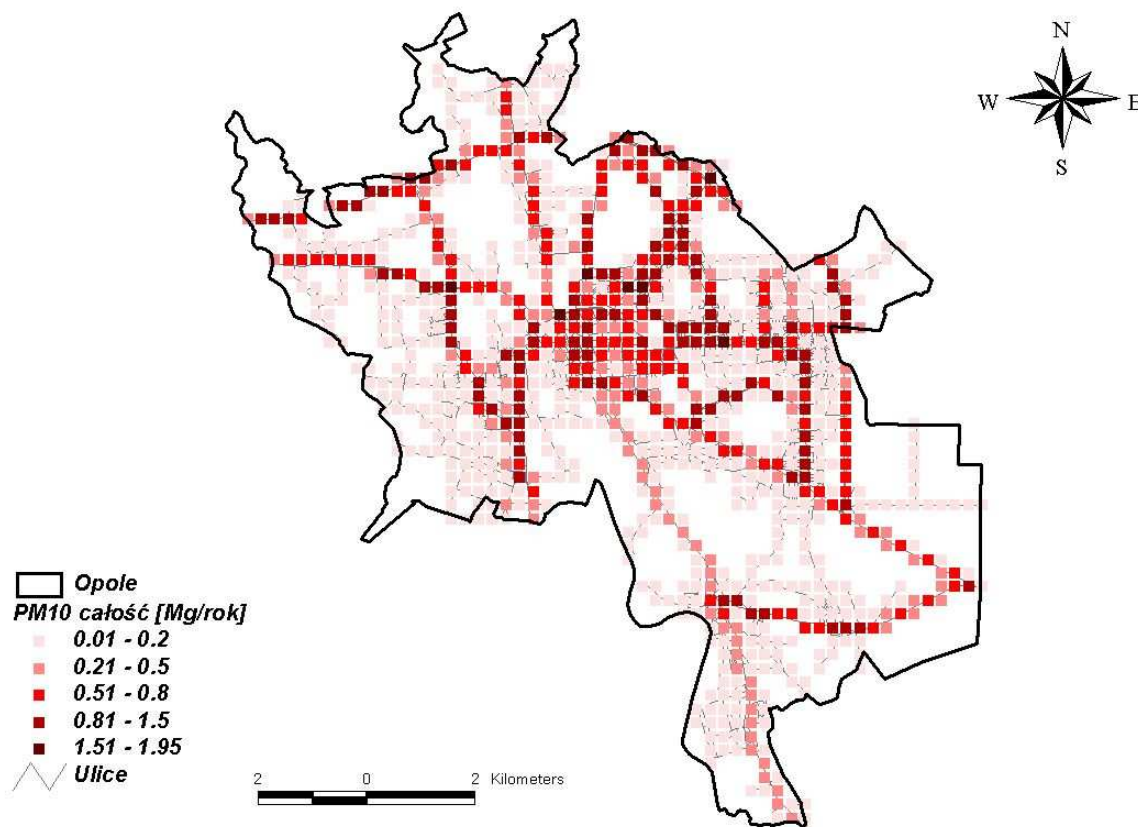 N
W E
S
Opole
PM10 całość [Mg/rok]
0.01 - 0.2
0.21 - 0.5
0.51 - 0.8
0.81 - 1.5
1.51 - 1.95
Ulice
2 0 2 Kilometers